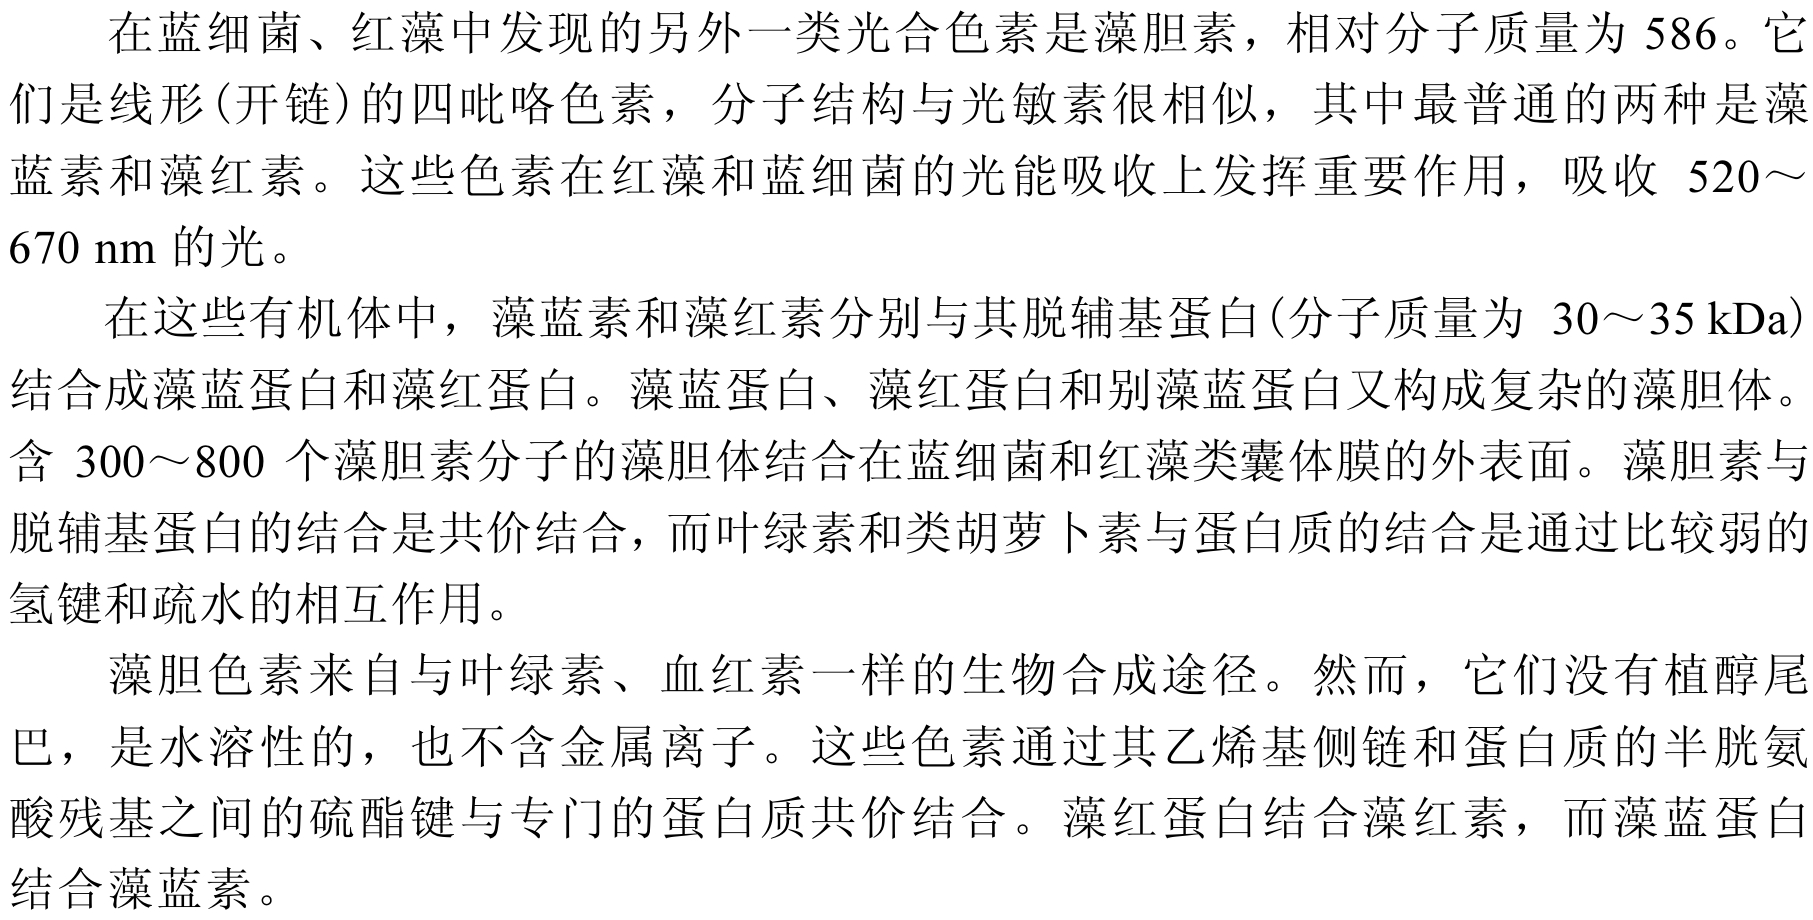 在蓝细菌、红藻中发现的另外一类光合色素是藻胆素，相对分子质量为 586。它
们是线形(开链)的四吡咯色素，分子结构与光敏素很相似，其中最普通的两种是藻
蓝素和藻红素。这些色素在红藻和蓝细菌的光能吸收上发挥重要作用，吸收 520～
670 nm 的光。
在这些有机体中，藻蓝素和藻红素分别与其脱辅基蛋白(分子质量为 30～35 kDa)
结合成藻蓝蛋白和藻红蛋白。藻蓝蛋白、藻红蛋白和别藻蓝蛋白又构成复杂的藻胆体。
含 300～800 个藻胆素分子的藻胆体结合在蓝细菌和红藻类囊体膜的外表面。藻胆素与
脱辅基蛋白的结合是共价结合，而叶绿素和类胡萝卜素与蛋白质的结合是通过比较弱的
氢键和疏水的相互作用。
藻胆色素来自与叶绿素、血红素一样的生物合成途径。然而，它们没有植醇尾
巴，是水溶性的，也不含金属离子。这些色素通过其乙烯基侧链和蛋白质的半胱氨
酸残基之间的硫酯键与专门的蛋白质共价结合。藻红蛋白结合藻红素，而藻蓝蛋白
结合藻蓝素。